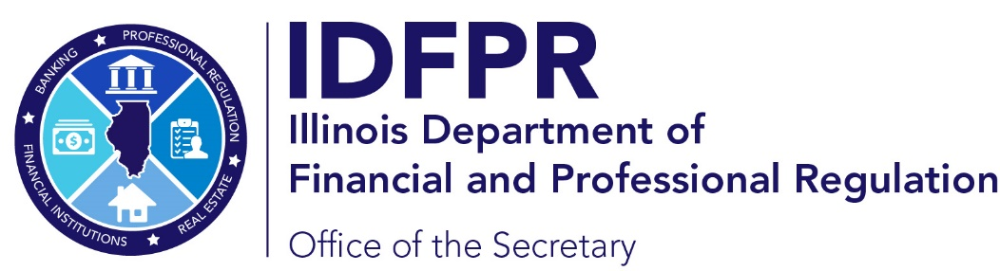 BANKING
PROFESSIONAL REGULATION
REAL ESTATE
FINANCIAL INSTITUTIONS
$
IDFPR
Illinois Department of
Financial and Professional Regulation
Office of the Secretary